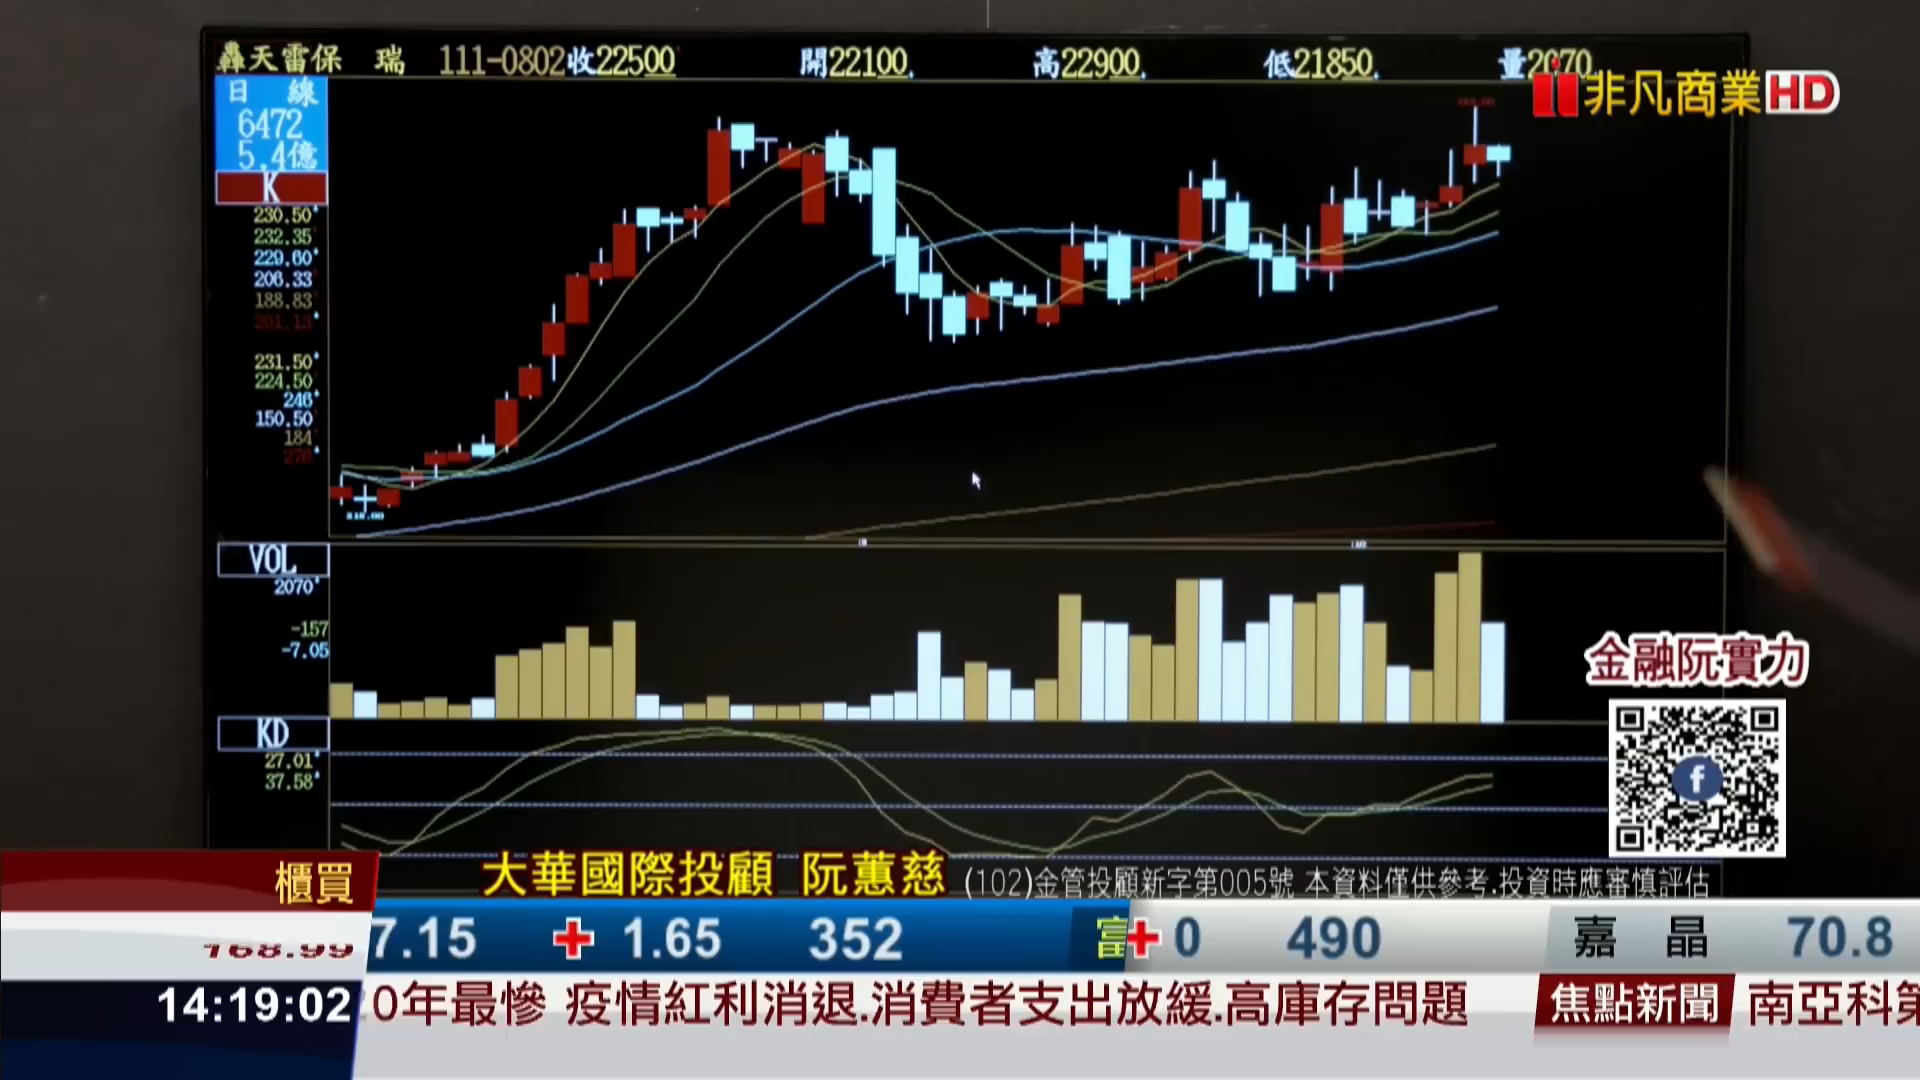 轟天雷保 瑞 111-0802收22500 開22100. 高22900. 低21850. 量2070
非凡商業HD
日 線
6472
5.4億
K
230.50
232.35
229.60
206.33
188.83
201.13
231.50
224.50
246
150.50
184
276
VOL
2070
-157
-7.05
KD
27.01
37.58
金融阮實力
f
櫃買
大華國際投顧 阮蕙慈
(102)金管投顧新字第005號 本資料僅供參考.投資時應審慎評估
168.99
7.15 + 1.65 352 富 + 0 490 嘉 晶 70.8
14:19:02
20年最慘 疫情紅利消退.消費者支出放緩.高庫存問題 焦點新聞 南亞科第